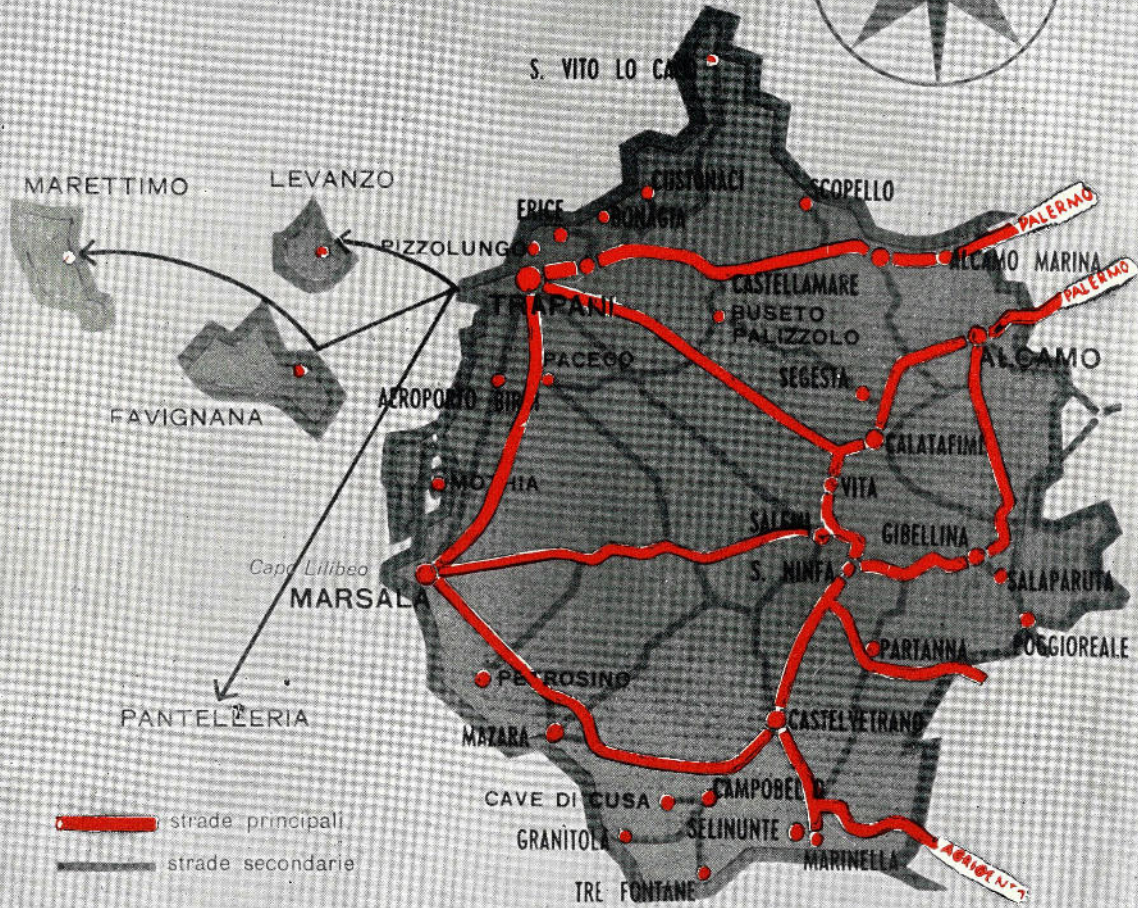 S. VITO LO CAPO
MARETTIMO
LEVANZO
CUSTONACI
SCOPELLO
ERICE
BONAGIA
PALERMO
PIZZOLUNGO
ALCAMO MARINA
CASTELLAMARE
PALERMO
TRAPANI
BUSETO
PALIZZOLO
ALCAMO
PACECO
SEGESTA
AEROPORTO BIRGI
FAVIGNANA
CALATAFIMI
MOTHIA
VITA
SALEMI
GIBELLINA
Capo Lilibeo
S. NINFA
SALAPARUTA
MARSALA
PARTANNA
POGGIOREALE
PETROSINO
PANTELLERIA
CASTELVETRANO
MAZARA
CAVE DI CUSA
CAMPOBELLO
strade principali
GRANITOLA
SELINUNTE
MARINELLA
strade secondarie
AGRIGENTO
TRE FONTANE